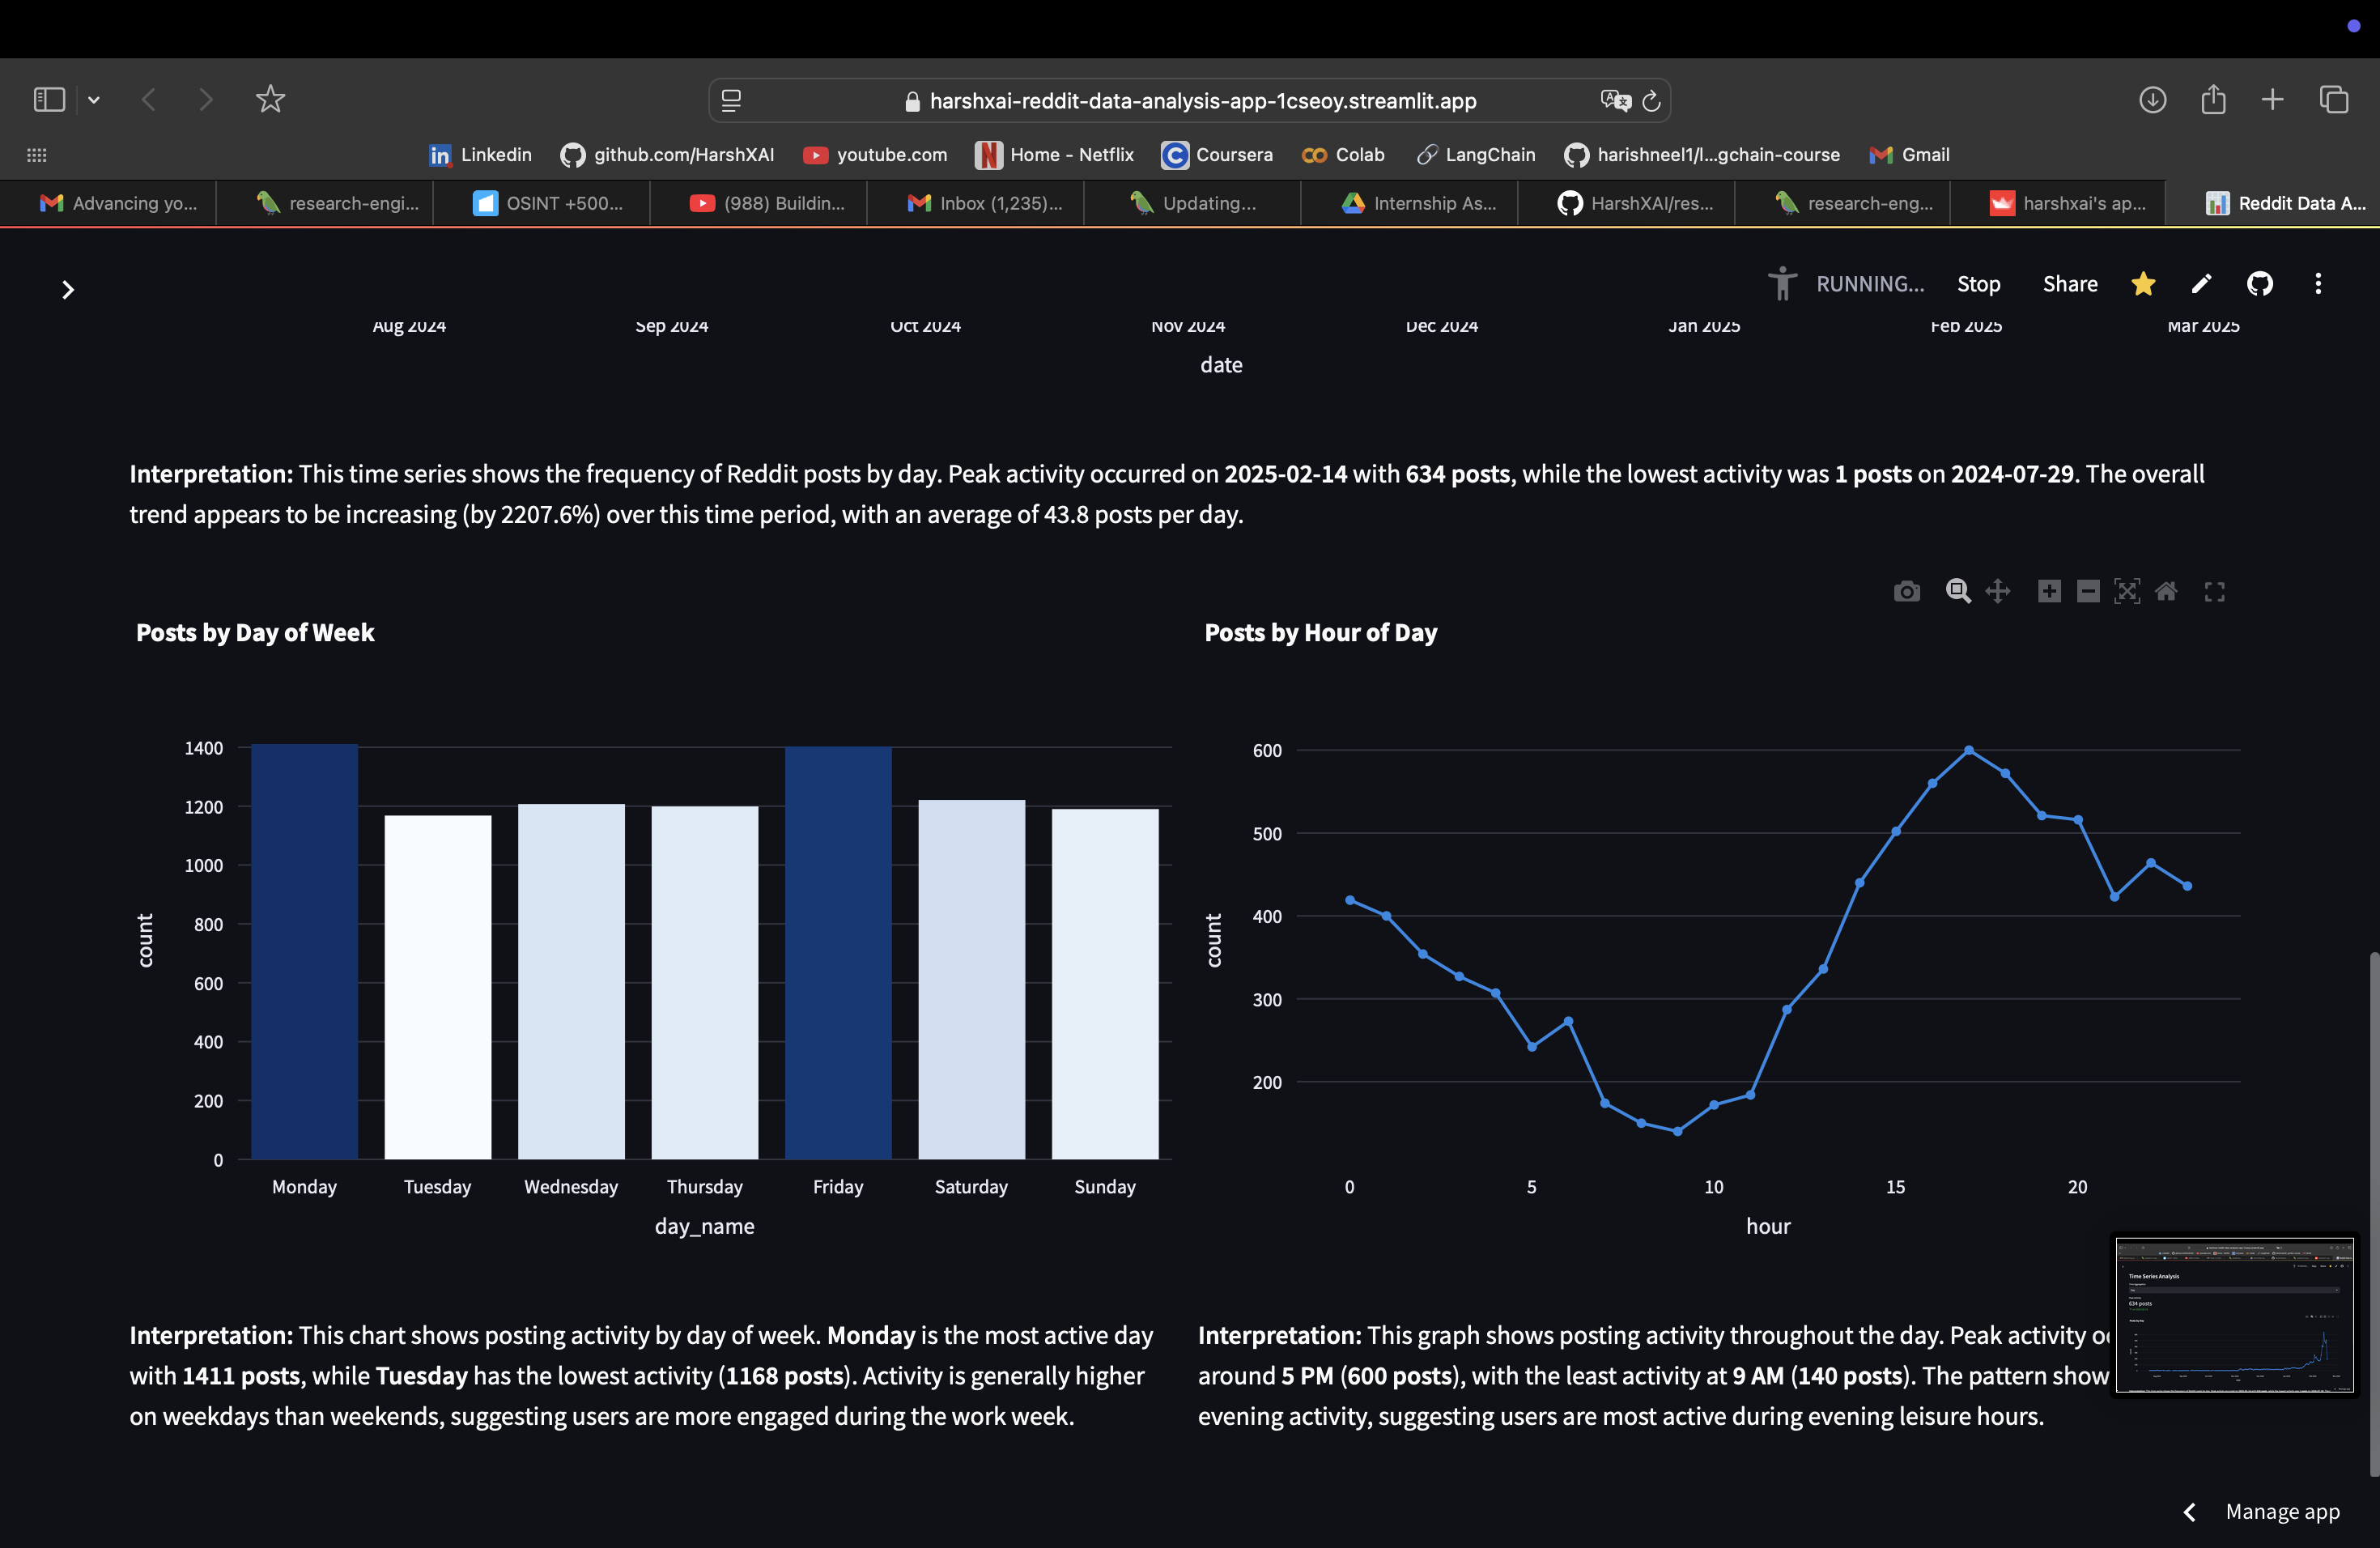 harshxai-reddit-data-analysis-app-1cseoy.streamlit.app
Linkedin
github.com/HarshXAI
youtube.com
Home - Netflix
Coursera
Colab
LangChain
harishneel1/l...gchain-course
Gmail
Advancing yo...
research-engi...
OSINT +500...
(988) Buildin...
Inbox (1,235)...
Updating...
Internship As...
HarshXAI/res...
research-eng...
harshxai's ap...
Reddit Data A...
RUNNING...
Stop
Share
Aug 2024
Sep 2024
Oct 2024
Nov 2024
Dec 2024
Jan 2025
Feb 2025
Mar 2025
date
Interpretation: This time series shows the frequency of Reddit posts by day. Peak activity occurred on 2025-02-14 with 634 posts, while the lowest activity was 1 posts on 2024-07-29. The overall
trend appears to be increasing (by 2207.6%) over this time period, with an average of 43.8 posts per day.
Posts by Day of Week
1400
1200
1000
800
600
400
200
0
count
Monday
Tuesday
Wednesday
Thursday
Friday
Saturday
Sunday
day_name
Posts by Hour of Day
600
500
400
300
200
count
0
5
10
15
20
hour
Interpretation: This chart shows posting activity by day of week. Monday is the most active day
with 1411 posts, while Tuesday has the lowest activity (1168 posts). Activity is generally higher
on weekdays than weekends, suggesting users are more engaged during the work week.
Interpretation: This graph shows posting activity throughout the day. Peak activity
around 5 PM (600 posts), with the least activity at 9 AM (140 posts). The pattern show
evening activity, suggesting users are most active during evening leisure hours.
Time Series Analysis
634 posts
Manage app